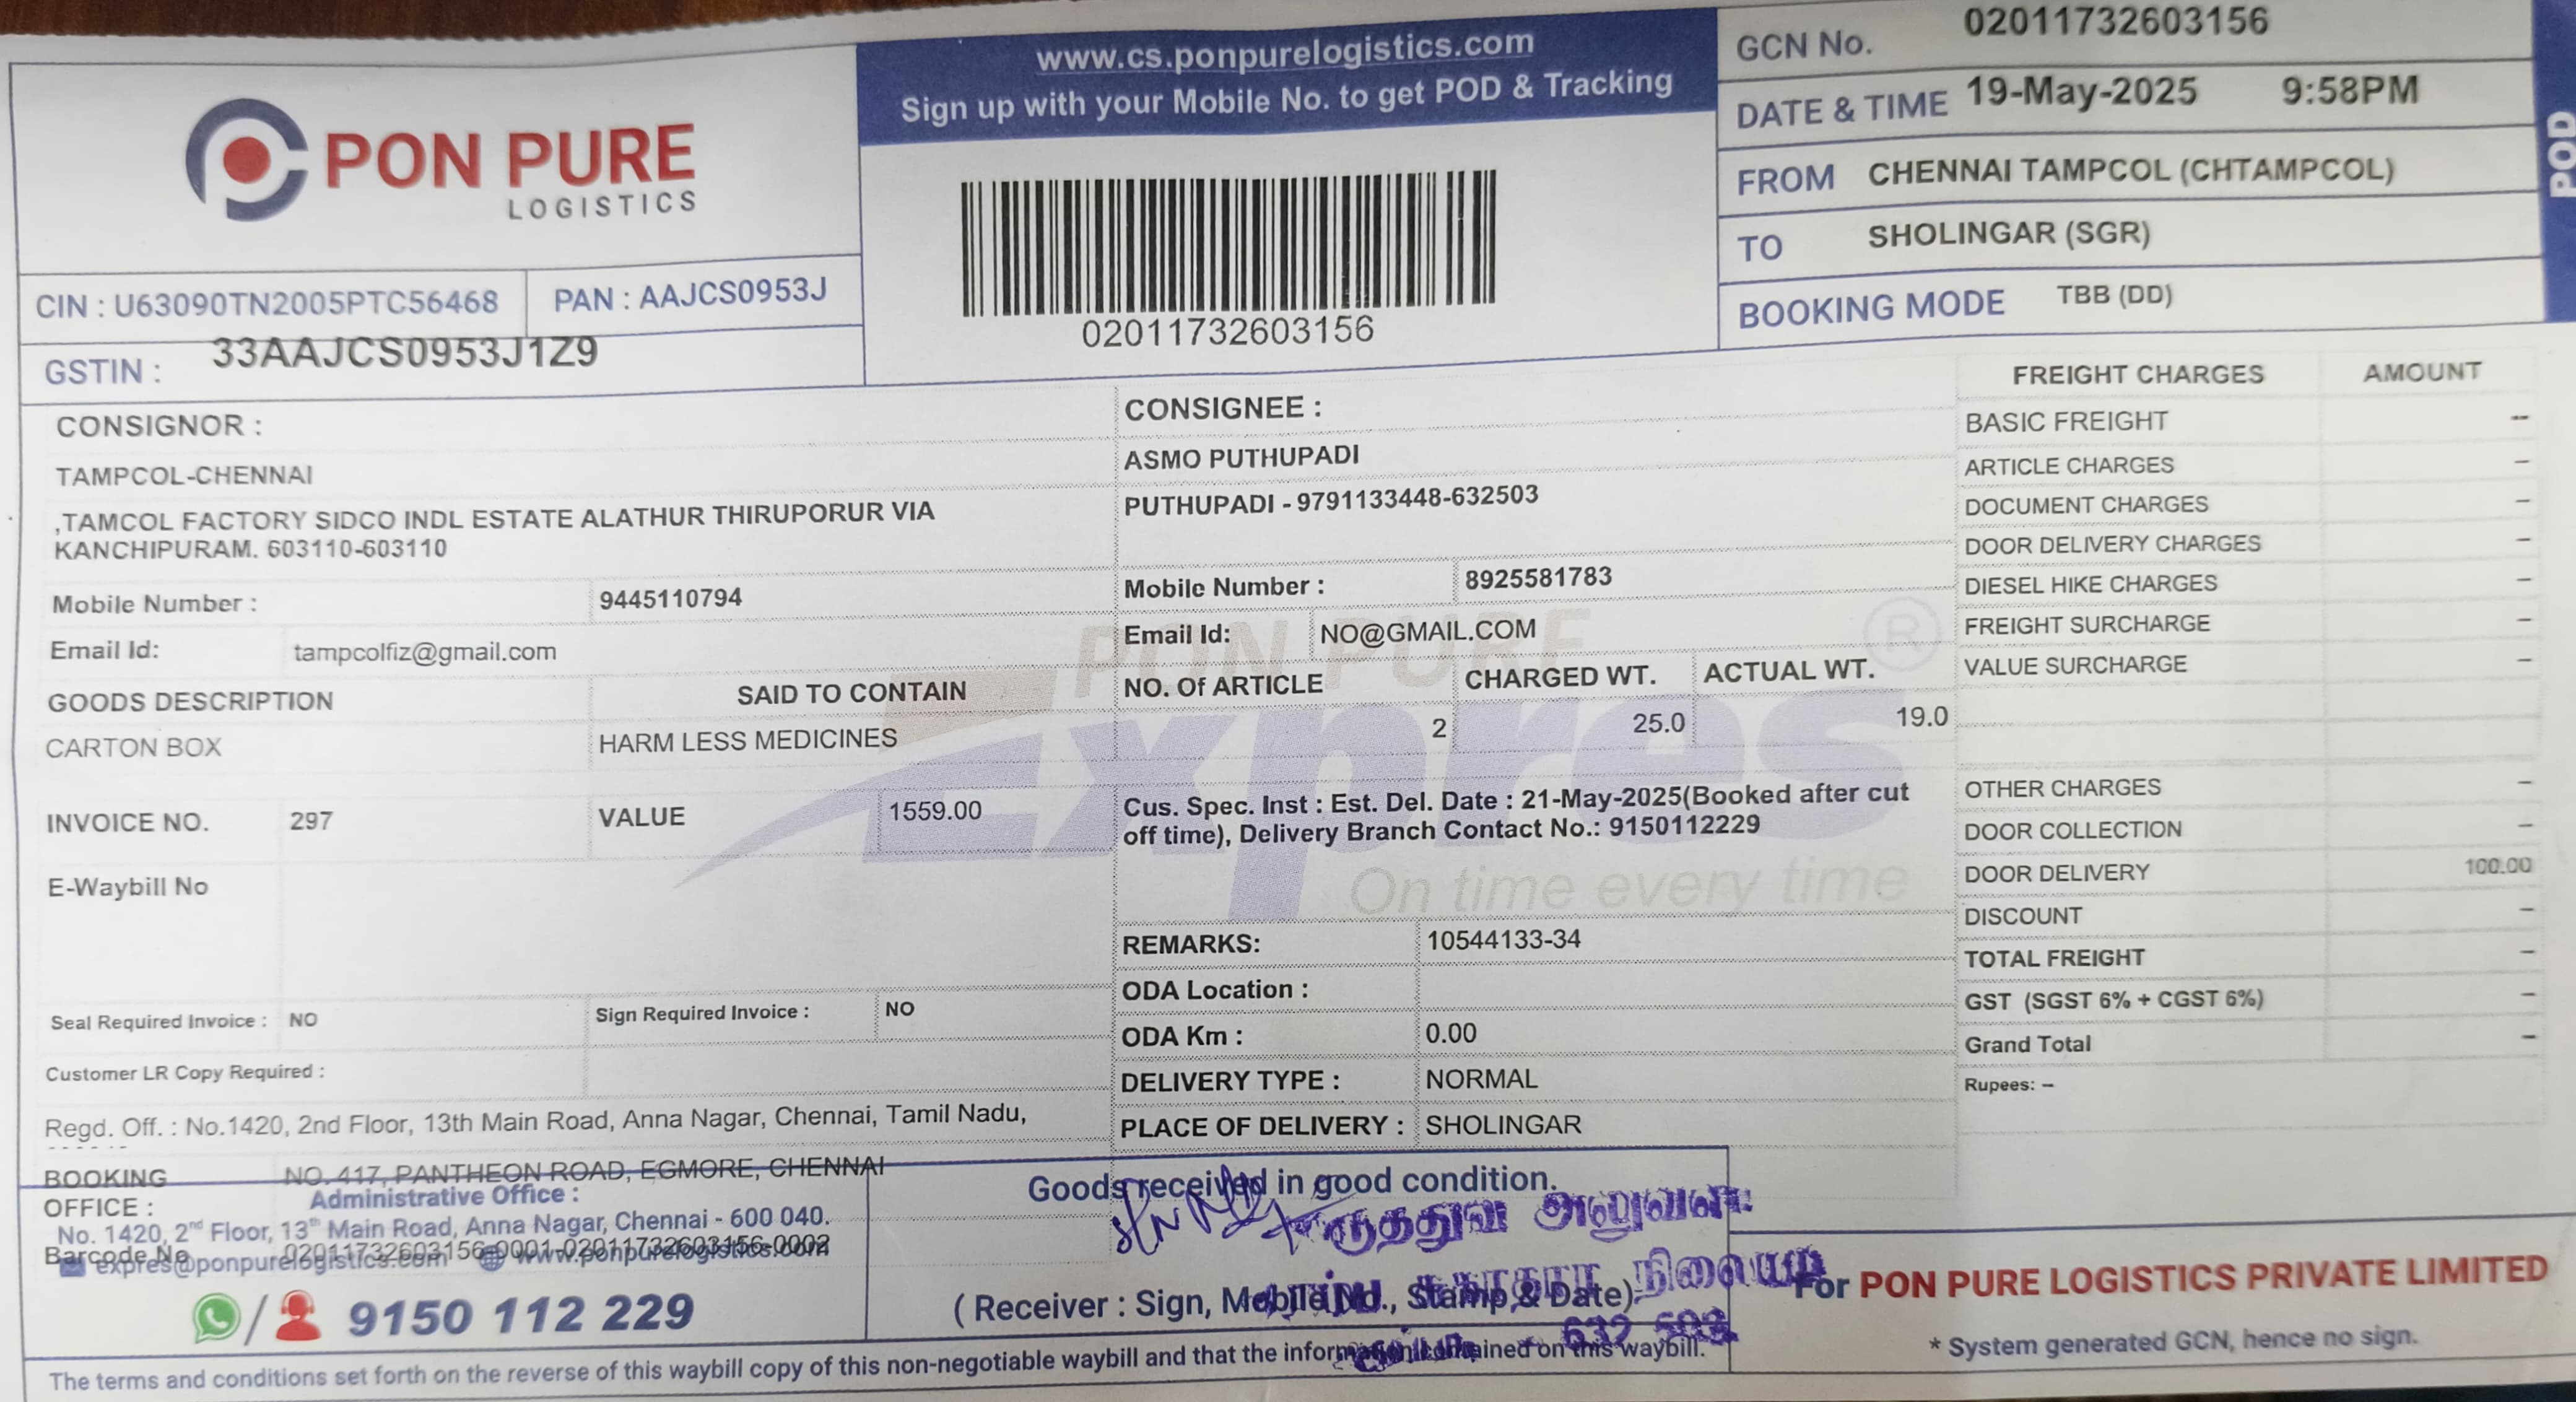 www.cs.ponpurelogistics.com
Sign up with your Mobile No. to get POD & Tracking
PON PURE
LOGISTICS
CIN : U63090TN2005PTC56468
PAN : AAJCS0953J
GSTIN : 33AAJCS0953J1Z9
02011732603156
GCN No. 02011732603156
DATE & TIME 19-May-2025 9:58PM
FROM CHENNAI TAMPCOL (CHTAMPCOL)
TO SHOLINGAR (SGR)
BOOKING MODE TBB (DD)
POD
CONSIGNOR :
TAMPCOL-CHENNAI
,TAMCOL FACTORY SIDCO INDL ESTATE ALATHUR THIRUPORUR VIA
KANCHIPURAM. 603110-603110
Mobile Number : 9445110794
Email Id: tampcolfiz@gmail.com
GOODS DESCRIPTION SAID TO CONTAIN
CARTON BOX HARM LESS MEDICINES
INVOICE NO. 297 VALUE 1559.00
E-Waybill No
Seal Required Invoice : NO Sign Required Invoice : NO
Customer LR Copy Required :
Regd. Off. : No.1420, 2nd Floor, 13th Main Road, Anna Nagar, Chennai, Tamil Nadu,
BOOKING NO. 417, PANTHEON ROAD, EGMORE, CHENNAI
OFFICE :
Administrative Office :
No. 1420, 2nd Floor, 13th Main Road, Anna Nagar, Chennai - 600 040.
Barcode No 02011732603156-0001-02011732603156-0002
expres@ponpurelogistics.com www.ponpurelogistics.com
9150 112 229
CONSIGNEE :
ASMO PUTHUPADI
PUTHUPADI - 9791133448-632503
Mobile Number : 8925581783
Email Id: NO@GMAIL.COM
NO. Of ARTICLE CHARGED WT. ACTUAL WT.
2 25.0 19.0
PON PURE
Expres
®
On time every time
Cus. Spec. Inst : Est. Del. Date : 21-May-2025(Booked after cut
off time), Delivery Branch Contact No.: 9150112229
REMARKS: 10544133-34
ODA Location :
ODA Km : 0.00
DELIVERY TYPE : NORMAL
PLACE OF DELIVERY : SHOLINGAR
Goods received in good condition.
மருத்துவ அலுவலர்
நிலையம்
632 503
( Receiver : Sign, Mobile No., Stamp & Date)
FREIGHT CHARGES AMOUNT
BASIC FREIGHT --
ARTICLE CHARGES –
DOCUMENT CHARGES –
DOOR DELIVERY CHARGES –
DIESEL HIKE CHARGES –
FREIGHT SURCHARGE –
VALUE SURCHARGE –
OTHER CHARGES –
DOOR COLLECTION –
DOOR DELIVERY 100.00
DISCOUNT –
TOTAL FREIGHT –
GST (SGST 6% + CGST 6%) –
Grand Total –
Rupees: –
For PON PURE LOGISTICS PRIVATE LIMITED
* System generated GCN, hence no sign.
The terms and conditions set forth on the reverse of this waybill copy of this non-negotiable waybill and that the information contained on this waybill.